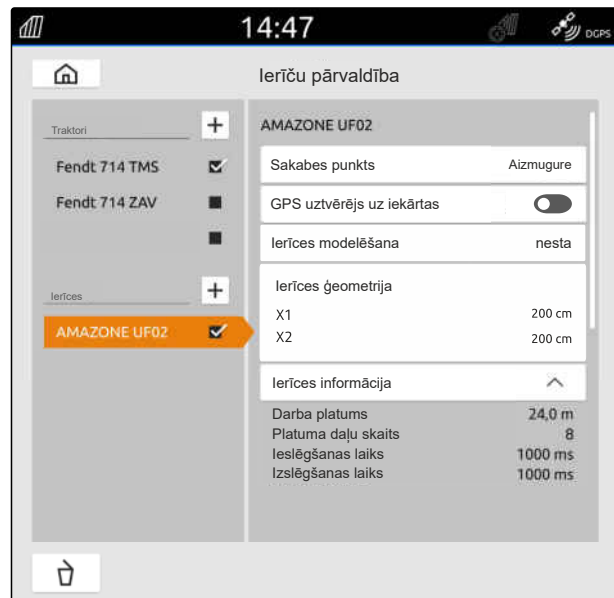 14:47
DGPS
Ierīču pārvaldība
Traktori
Fendt 714 TMS
Fendt 714 ZAV
Ierīces
AMAZONE UF02
AMAZONE UF02
Sakabes punkts Aizmugure
GPS uztvērējs uz iekārtas
Ierīces modelēšana nesta
Ierīces ģeometrija
X1 200 cm
X2 200 cm
Ierīces informācija
Darba platums 24,0 m
Platuma daļu skaits 8
Ieslēgšanas laiks 1000 ms
Izslēgšanas laiks 1000 ms